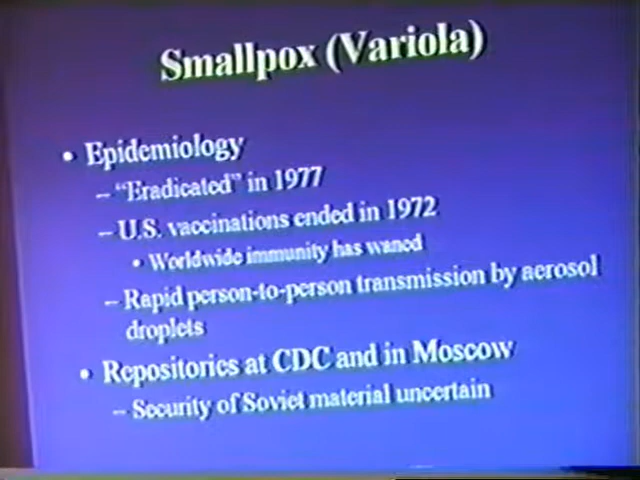 Smallpox (Variola)
• Epidemiology
– "Eradicated" in 1977
– U.S. vaccinations ended in 1972
• Worldwide immunity has waned
– Rapid person-to-person transmission by aerosol
droplets
• Repositories at CDC and in Moscow
– Security of Soviet material uncertain